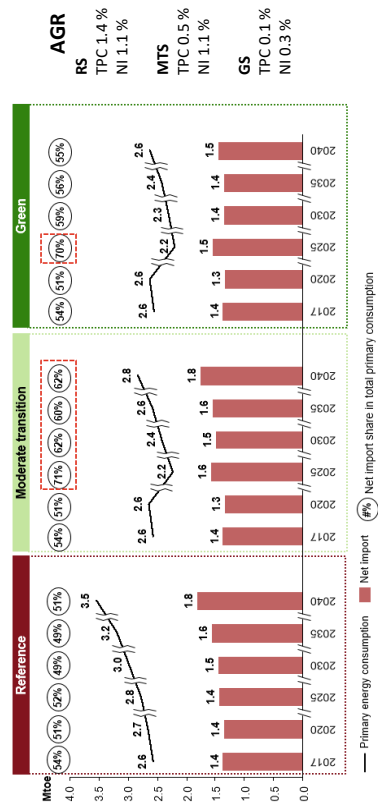 Reference
Moderate transition
Green
Mtoe
54% 51% 52% 49% 49% 51%
54% 51% 71% 62% 60% 62%
54% 51% 70% 59% 56% 55%
4.0
3.5
3.0
2.5
2.0
1.5
1.0
0.5
0.0
2.6 2.7 2.8 3.0 3.2 3.5
2.6 2.6 2.2 2.4 2.6 2.8
2.6 2.6 2.2 2.3 2.4 2.6
1.4 1.4 1.4 1.5 1.6 1.8
1.4 1.3 1.6 1.5 1.6 1.8
1.4 1.3 1.5 1.4 1.4 1.5
2017 2020 2025 2030 2035 2040
2017 2020 2025 2030 2035 2040
2017 2020 2025 2030 2035 2040
Primary energy consumption
Net import
#% Net import share in total primary consumption
AGR
RS
TPC 1.4 %
NI 1.1 %
MTS
TPC 0.5 %
NI 1.1 %
GS
TPC 0.1 %
NI 0.3 %